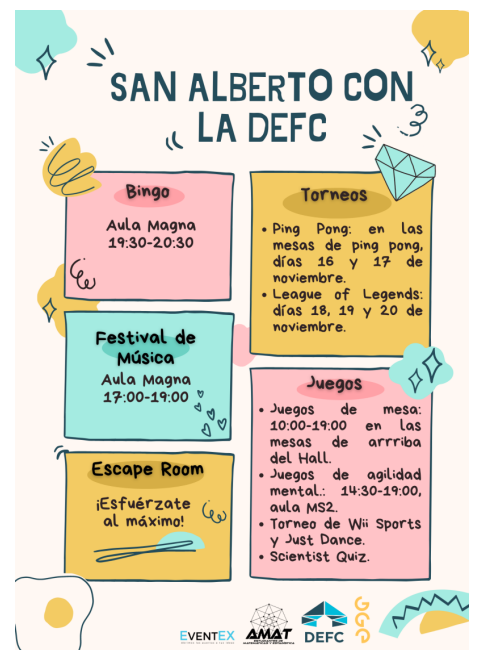 SAN ALBERTO CON
LA DEFC
Bingo
Aula Magna
19:30-20:30
Festival de
Música
Aula Magna
17:00-19:00
Escape Room
¡Esfuérzate
al máximo!
Torneos
• Ping Pong: en las
mesas de ping pong,
días 16 y 17 de
noviembre.
• League of Legends:
días 18, 19 y 20 de
noviembre.
Juegos
• Juegos de mesa:
10:00-19:00 en las
mesas de arrriba
del Hall.
• Juegos de agilidad
mental.: 14:30-19:00,
aula MS2.
• Torneo de Wii Sports
y Just Dance.
• Scientist Quiz.
EVENTEX
AMAT
DEFC